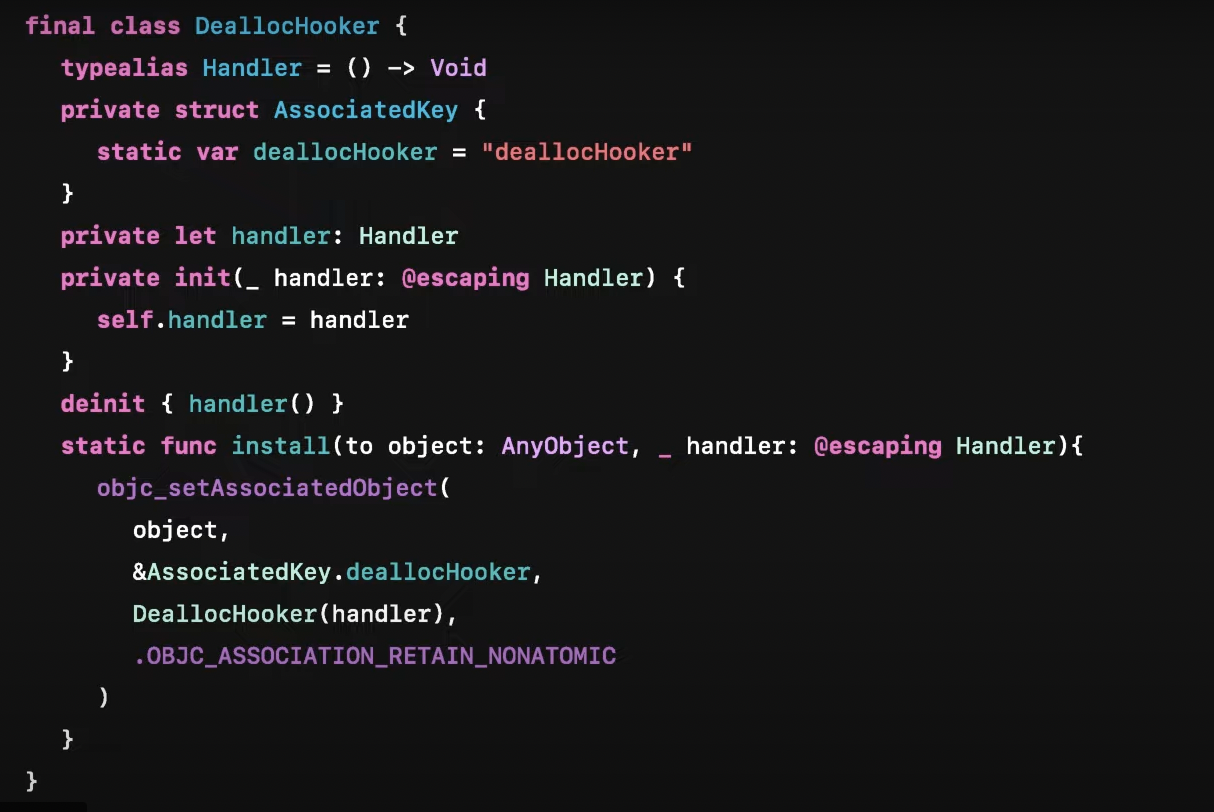 final class DeallocHooker {
typealias Handler = () -> Void
private struct AssociatedKey {
static var deallocHooker = "deallocHooker"
}
private let handler: Handler
private init(_ handler: @escaping Handler) {
self.handler = handler
}
deinit { handler() }
static func install(to object: AnyObject, _ handler: @escaping Handler){
objc_setAssociatedObject(
object,
&AssociatedKey.deallocHooker,
DeallocHooker(handler),
.OBJC_ASSOCIATION_RETAIN_NONATOMIC
)
}
}